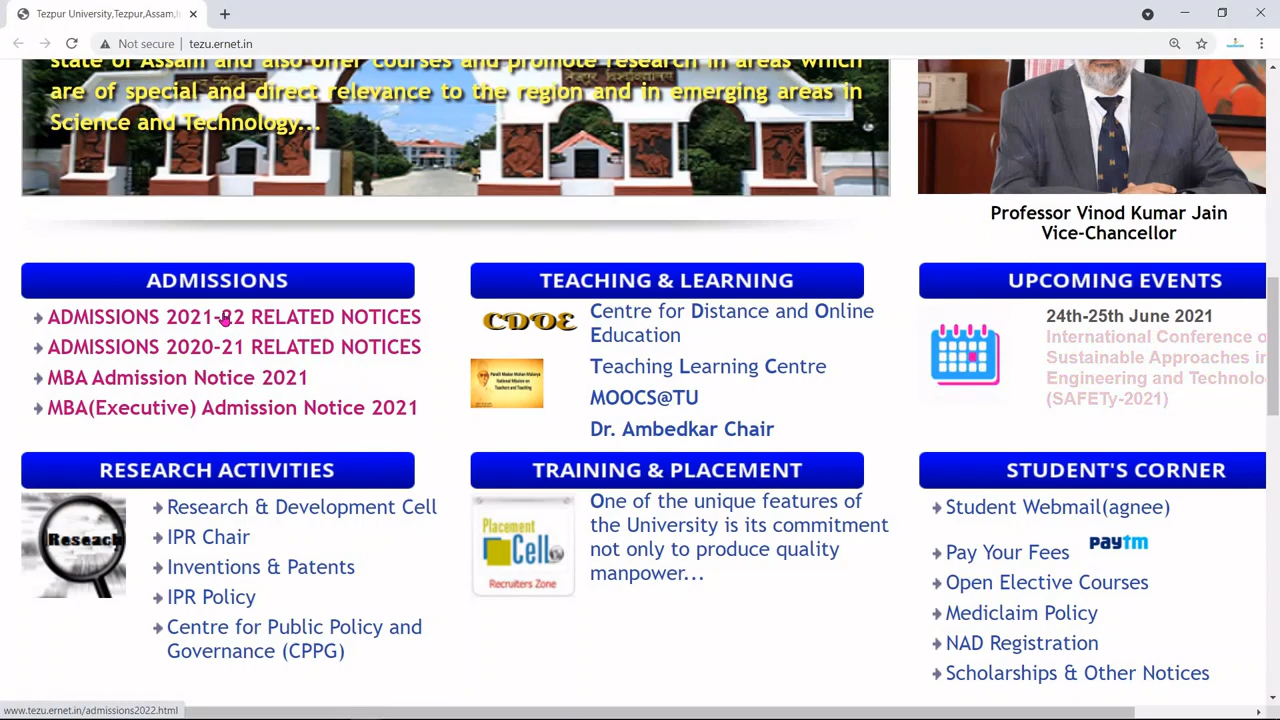 Tezpur University,Tezpur,Assam,In
Not secure | tezu.ernet.in
state of Assam and also offer courses and promote research in areas which
are of special and direct relevance to the region and in emerging areas in
Science and Technology...
Professor Vinod Kumar Jain
Vice-Chancellor
ADMISSIONS
ADMISSIONS 2021-22 RELATED NOTICES
ADMISSIONS 2020-21 RELATED NOTICES
MBA Admission Notice 2021
MBA(Executive) Admission Notice 2021
TEACHING & LEARNING
CDOE
Centre for Distance and Online
Education
Teaching Learning Centre
MOOCS@TU
Dr. Ambedkar Chair
UPCOMING EVENTS
24th-25th June 2021
International Conference o
Sustainable Approaches in
Engineering and Technolo
(SAFETy-2021)
RESEARCH ACTIVITIES
Reseach
Research & Development Cell
IPR Chair
Inventions & Patents
IPR Policy
Centre for Public Policy and
Governance (CPPG)
TRAINING & PLACEMENT
Placement
Cell
Recruiters Zone
One of the unique features of
the University is its commitment
not only to produce quality
manpower...
STUDENT'S CORNER
Student Webmail(agnee)
Pay Your Fees paytm
Open Elective Courses
Mediclaim Policy
NAD Registration
Scholarships & Other Notices
www.tezu.ernet.in/admissions2022.html